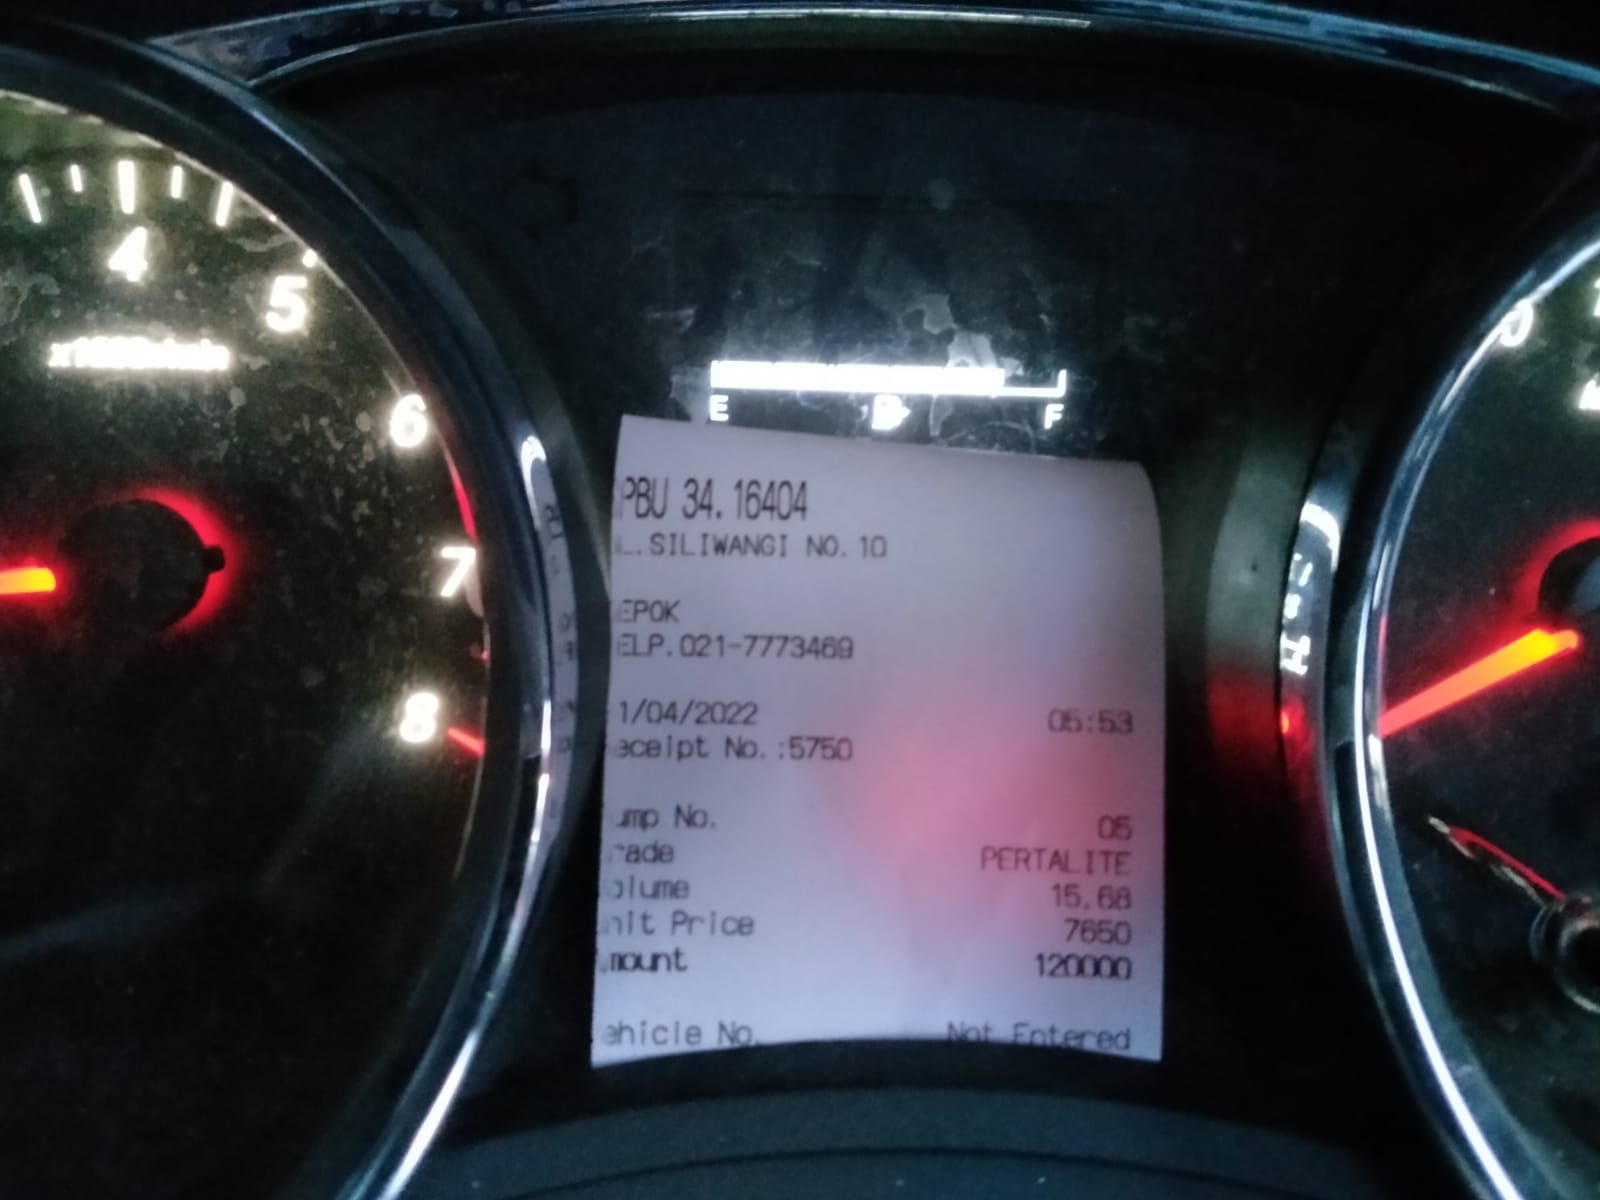 4
5
6
7
8
0
E F
PBU 34.16404
L.SILIWANGI NO.10
EPOK
ELP.021-7773469
1/04/2022 05:53
eceipt No.:5750
ump No. 05
rade PERTALITE
olume 15,68
nit Price 7650
mount 120000
ehicle No. Not Entered